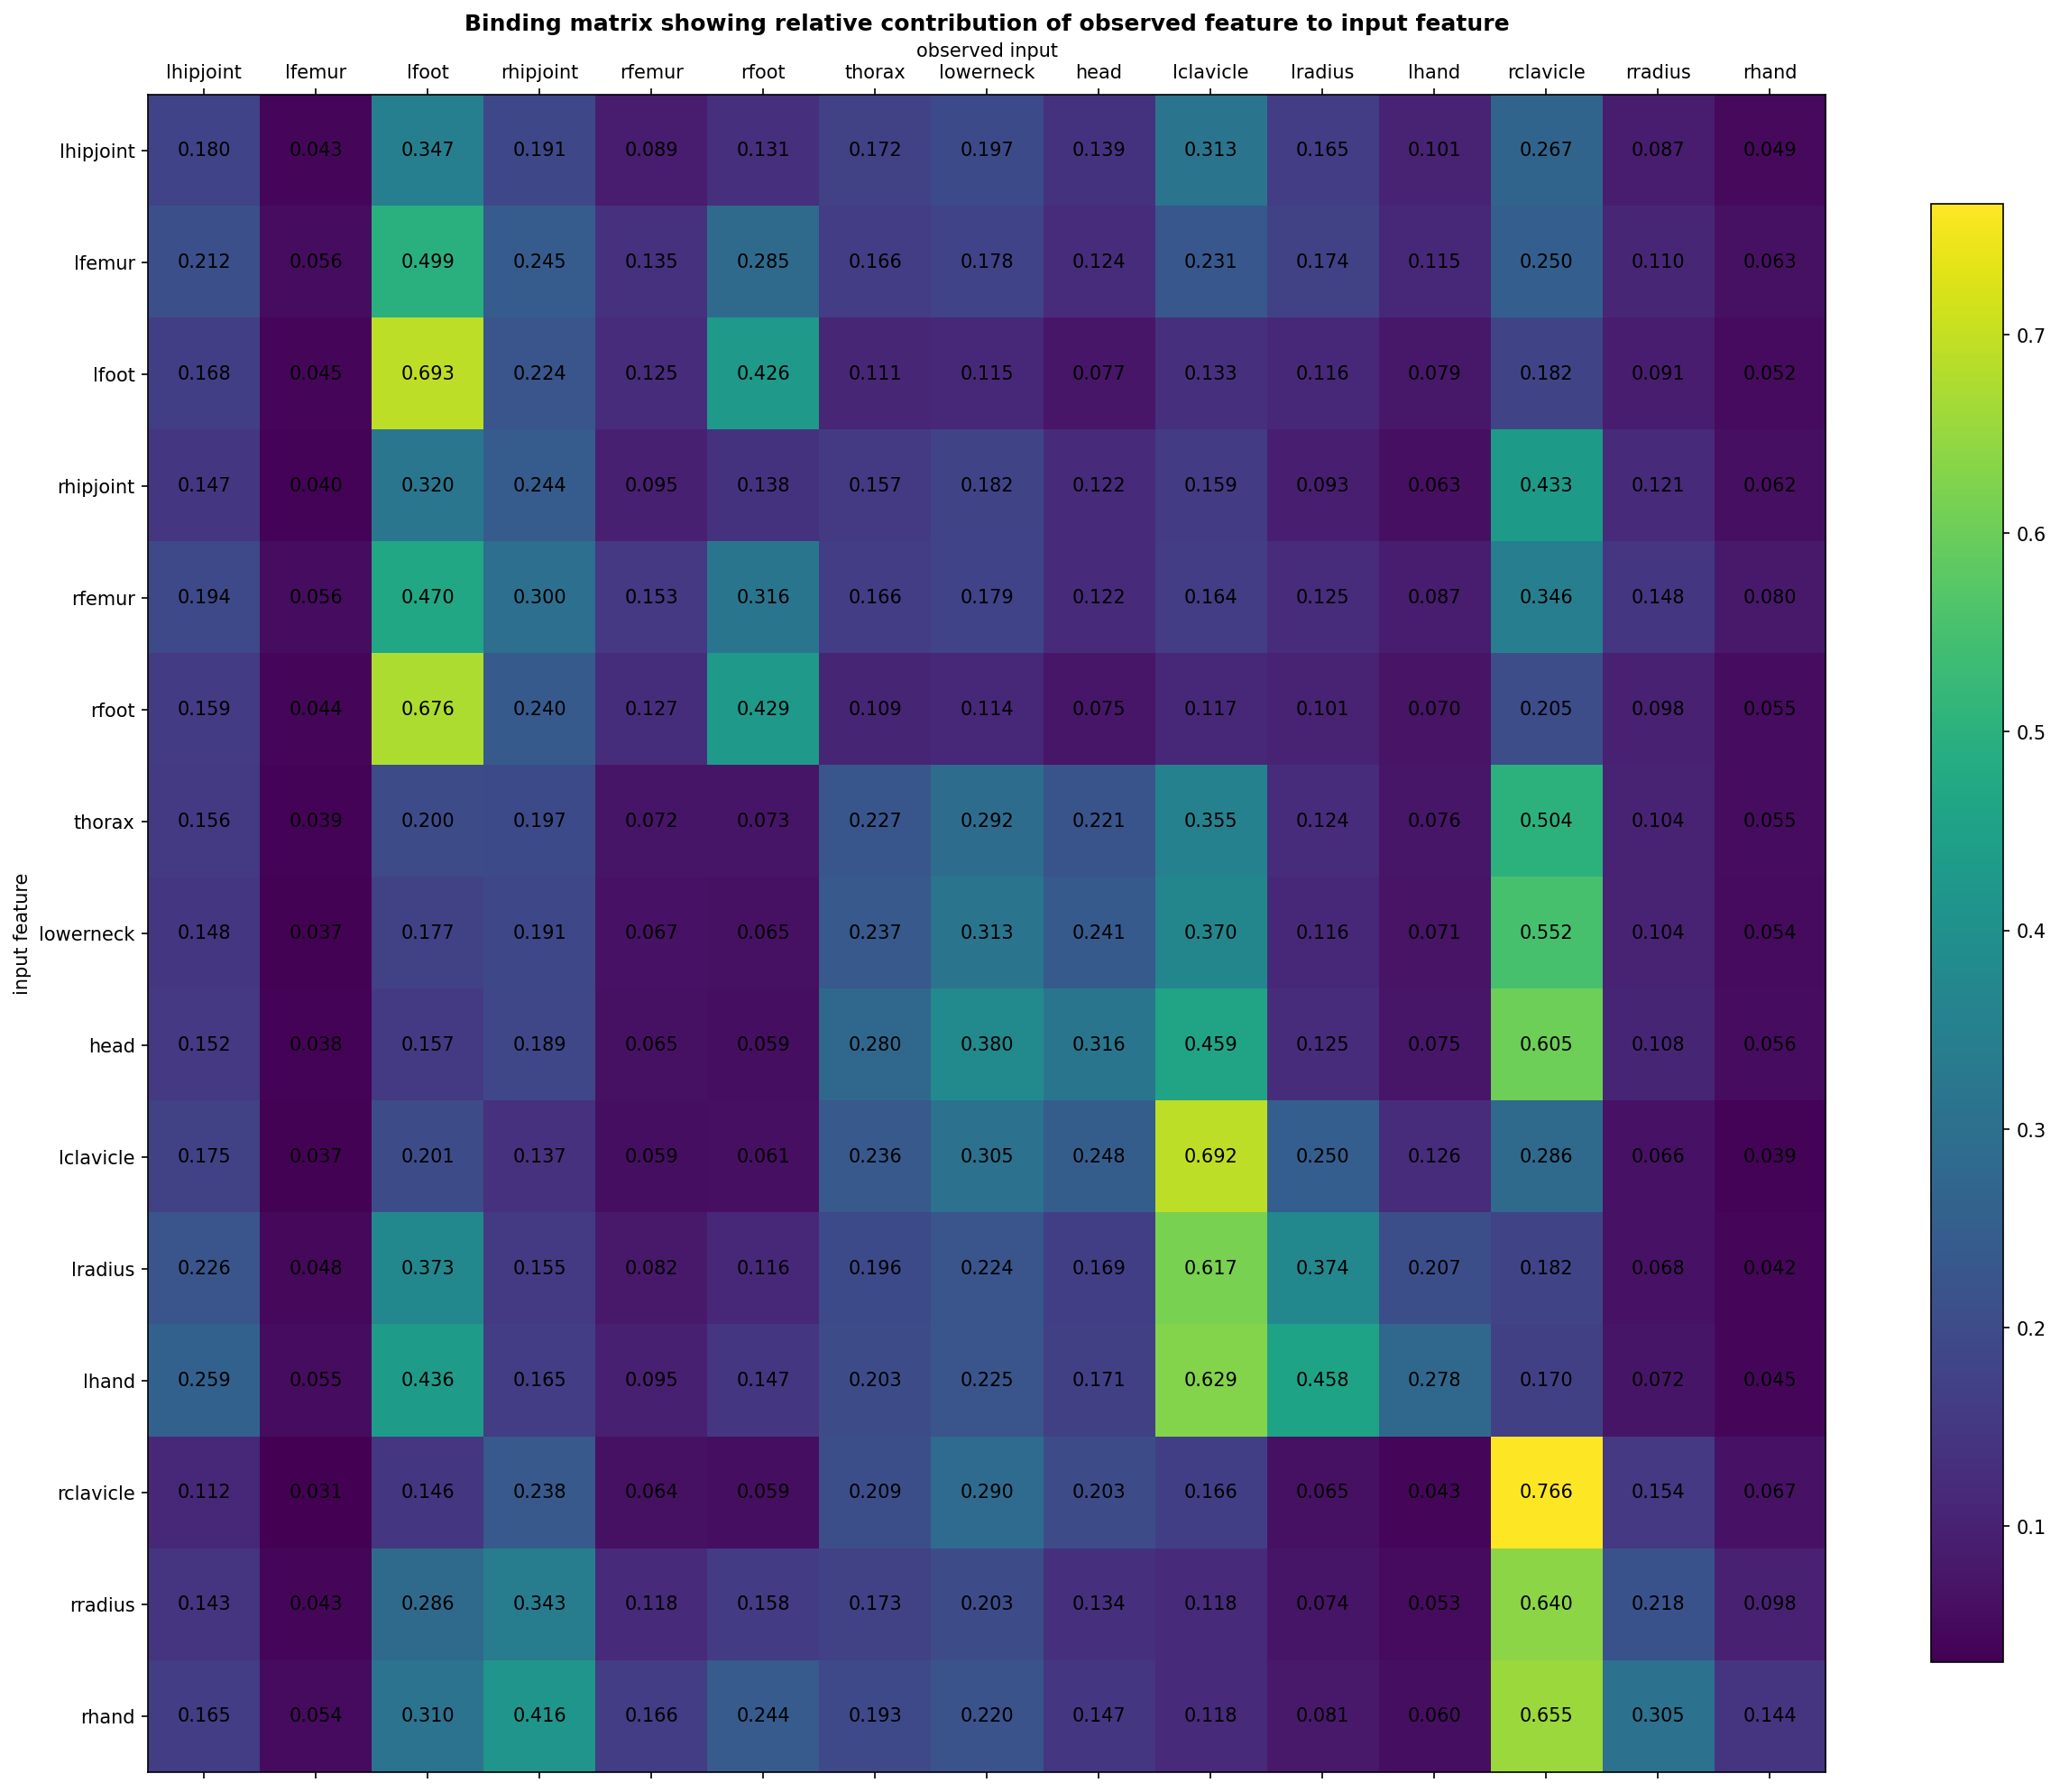 Binding matrix showing relative contribution of observed feature to input feature
observed input
lhipjoint lfemur lfoot rhipjoint rfemur rfoot thorax lowerneck head lclavicle lradius lhand rclavicle rradius rhand
lhipjoint 0.180 0.043 0.347 0.191 0.089 0.131 0.172 0.197 0.139 0.313 0.165 0.101 0.267 0.087 0.049
lfemur 0.212 0.056 0.499 0.245 0.135 0.285 0.166 0.178 0.124 0.231 0.174 0.115 0.250 0.110 0.063
lfoot 0.168 0.045 0.693 0.224 0.125 0.426 0.111 0.115 0.077 0.133 0.116 0.079 0.182 0.091 0.052
rhipjoint 0.147 0.040 0.320 0.244 0.095 0.138 0.157 0.182 0.122 0.159 0.093 0.063 0.433 0.121 0.062
rfemur 0.194 0.056 0.470 0.300 0.153 0.316 0.166 0.179 0.122 0.164 0.125 0.087 0.346 0.148 0.080
rfoot 0.159 0.044 0.676 0.240 0.127 0.429 0.109 0.114 0.075 0.117 0.101 0.070 0.205 0.098 0.055
thorax 0.156 0.039 0.200 0.197 0.072 0.073 0.227 0.292 0.221 0.355 0.124 0.076 0.504 0.104 0.055
lowerneck 0.148 0.037 0.177 0.191 0.067 0.065 0.237 0.313 0.241 0.370 0.116 0.071 0.552 0.104 0.054
head 0.152 0.038 0.157 0.189 0.065 0.059 0.280 0.380 0.316 0.459 0.125 0.075 0.605 0.108 0.056
lclavicle 0.175 0.037 0.201 0.137 0.059 0.061 0.236 0.305 0.248 0.692 0.250 0.126 0.286 0.066 0.039
lradius 0.226 0.048 0.373 0.155 0.082 0.116 0.196 0.224 0.169 0.617 0.374 0.207 0.182 0.068 0.042
lhand 0.259 0.055 0.436 0.165 0.095 0.147 0.203 0.225 0.171 0.629 0.458 0.278 0.170 0.072 0.045
rclavicle 0.112 0.031 0.146 0.238 0.064 0.059 0.209 0.290 0.203 0.166 0.065 0.043 0.766 0.154 0.067
rradius 0.143 0.043 0.286 0.343 0.118 0.158 0.173 0.203 0.134 0.118 0.074 0.053 0.640 0.218 0.098
rhand 0.165 0.054 0.310 0.416 0.166 0.244 0.193 0.220 0.147 0.118 0.081 0.060 0.655 0.305 0.144
input feature
0.7
0.6
0.5
0.4
0.3
0.2
0.1